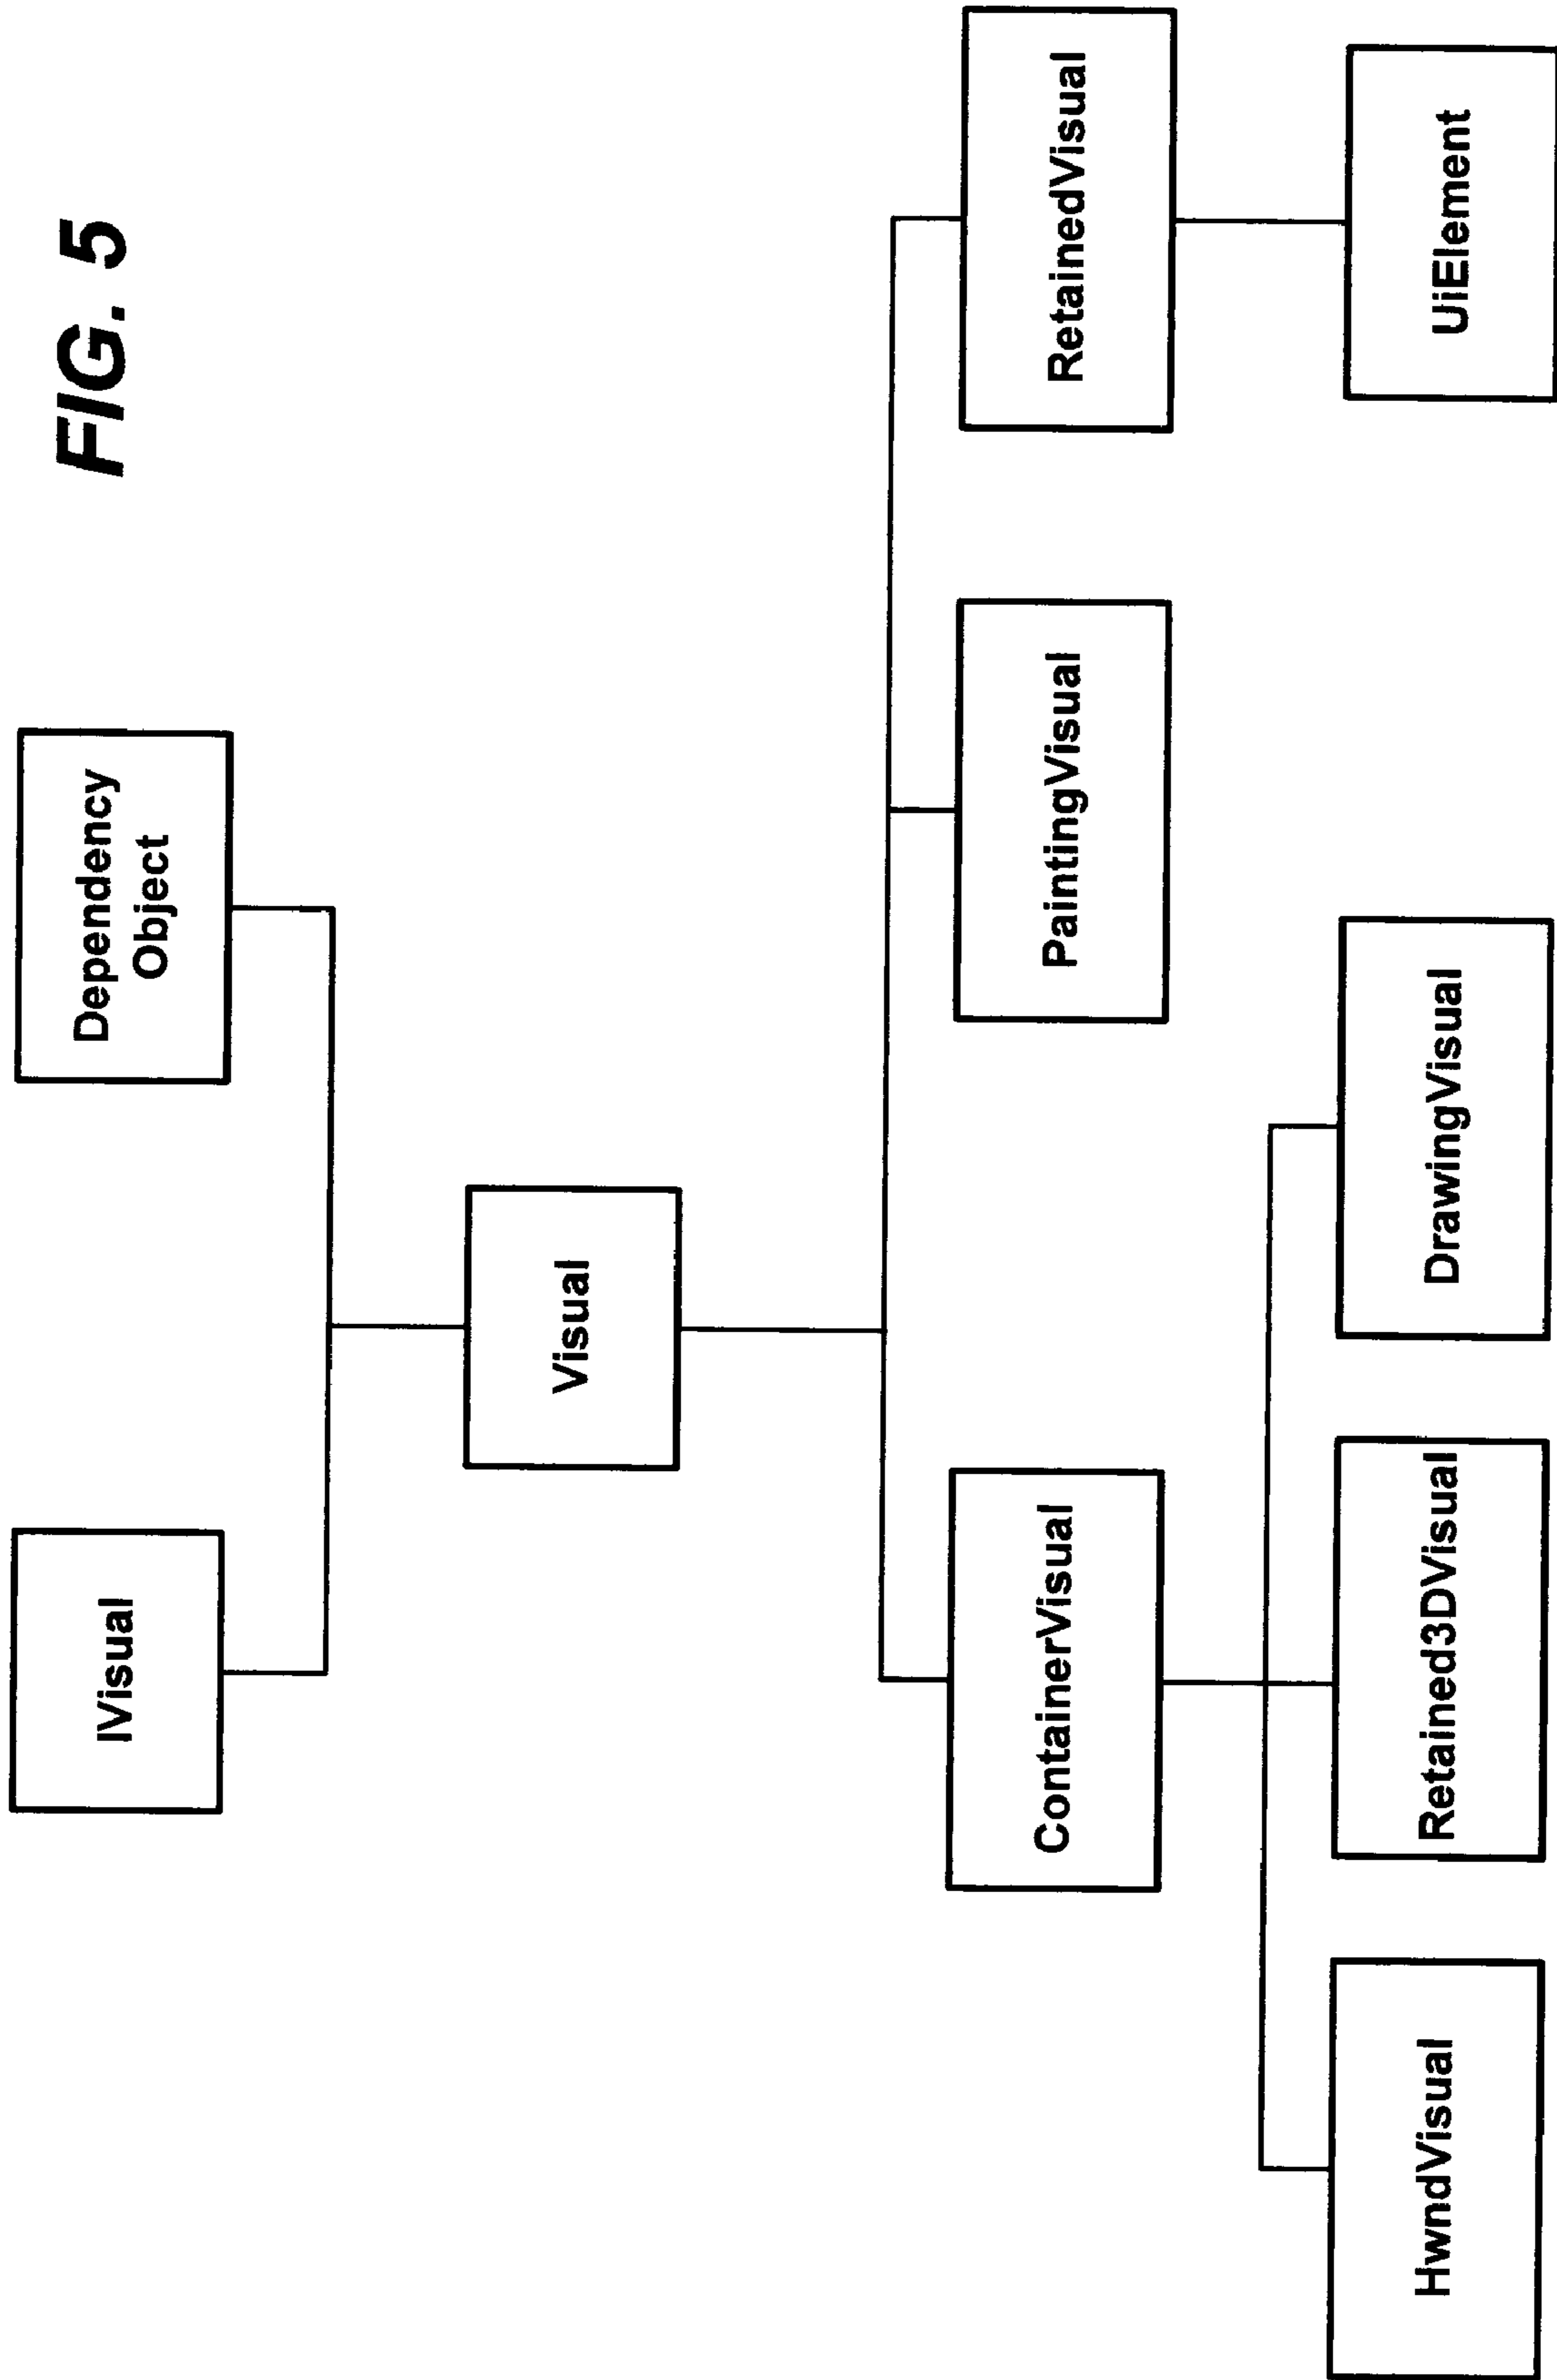 FIG. 5
IVisual
Dependency
Object
Visual
ContainerVisual
PaintingVisual
RetainedVisual
HwndVisual
Retained3DVisual
DrawingVisual
UiElement